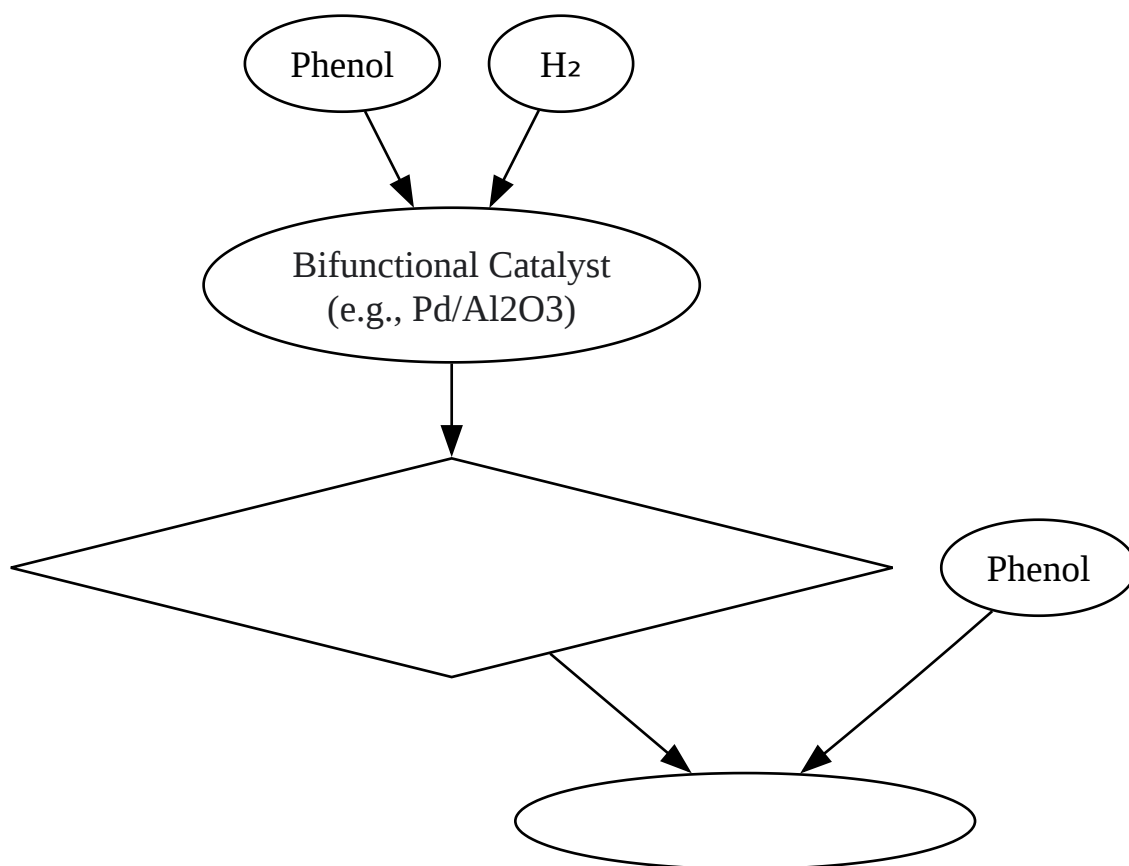 Phenol
H₂
Bifunctional Catalyst
(e.g., Pd/Al2O3)
Phenol